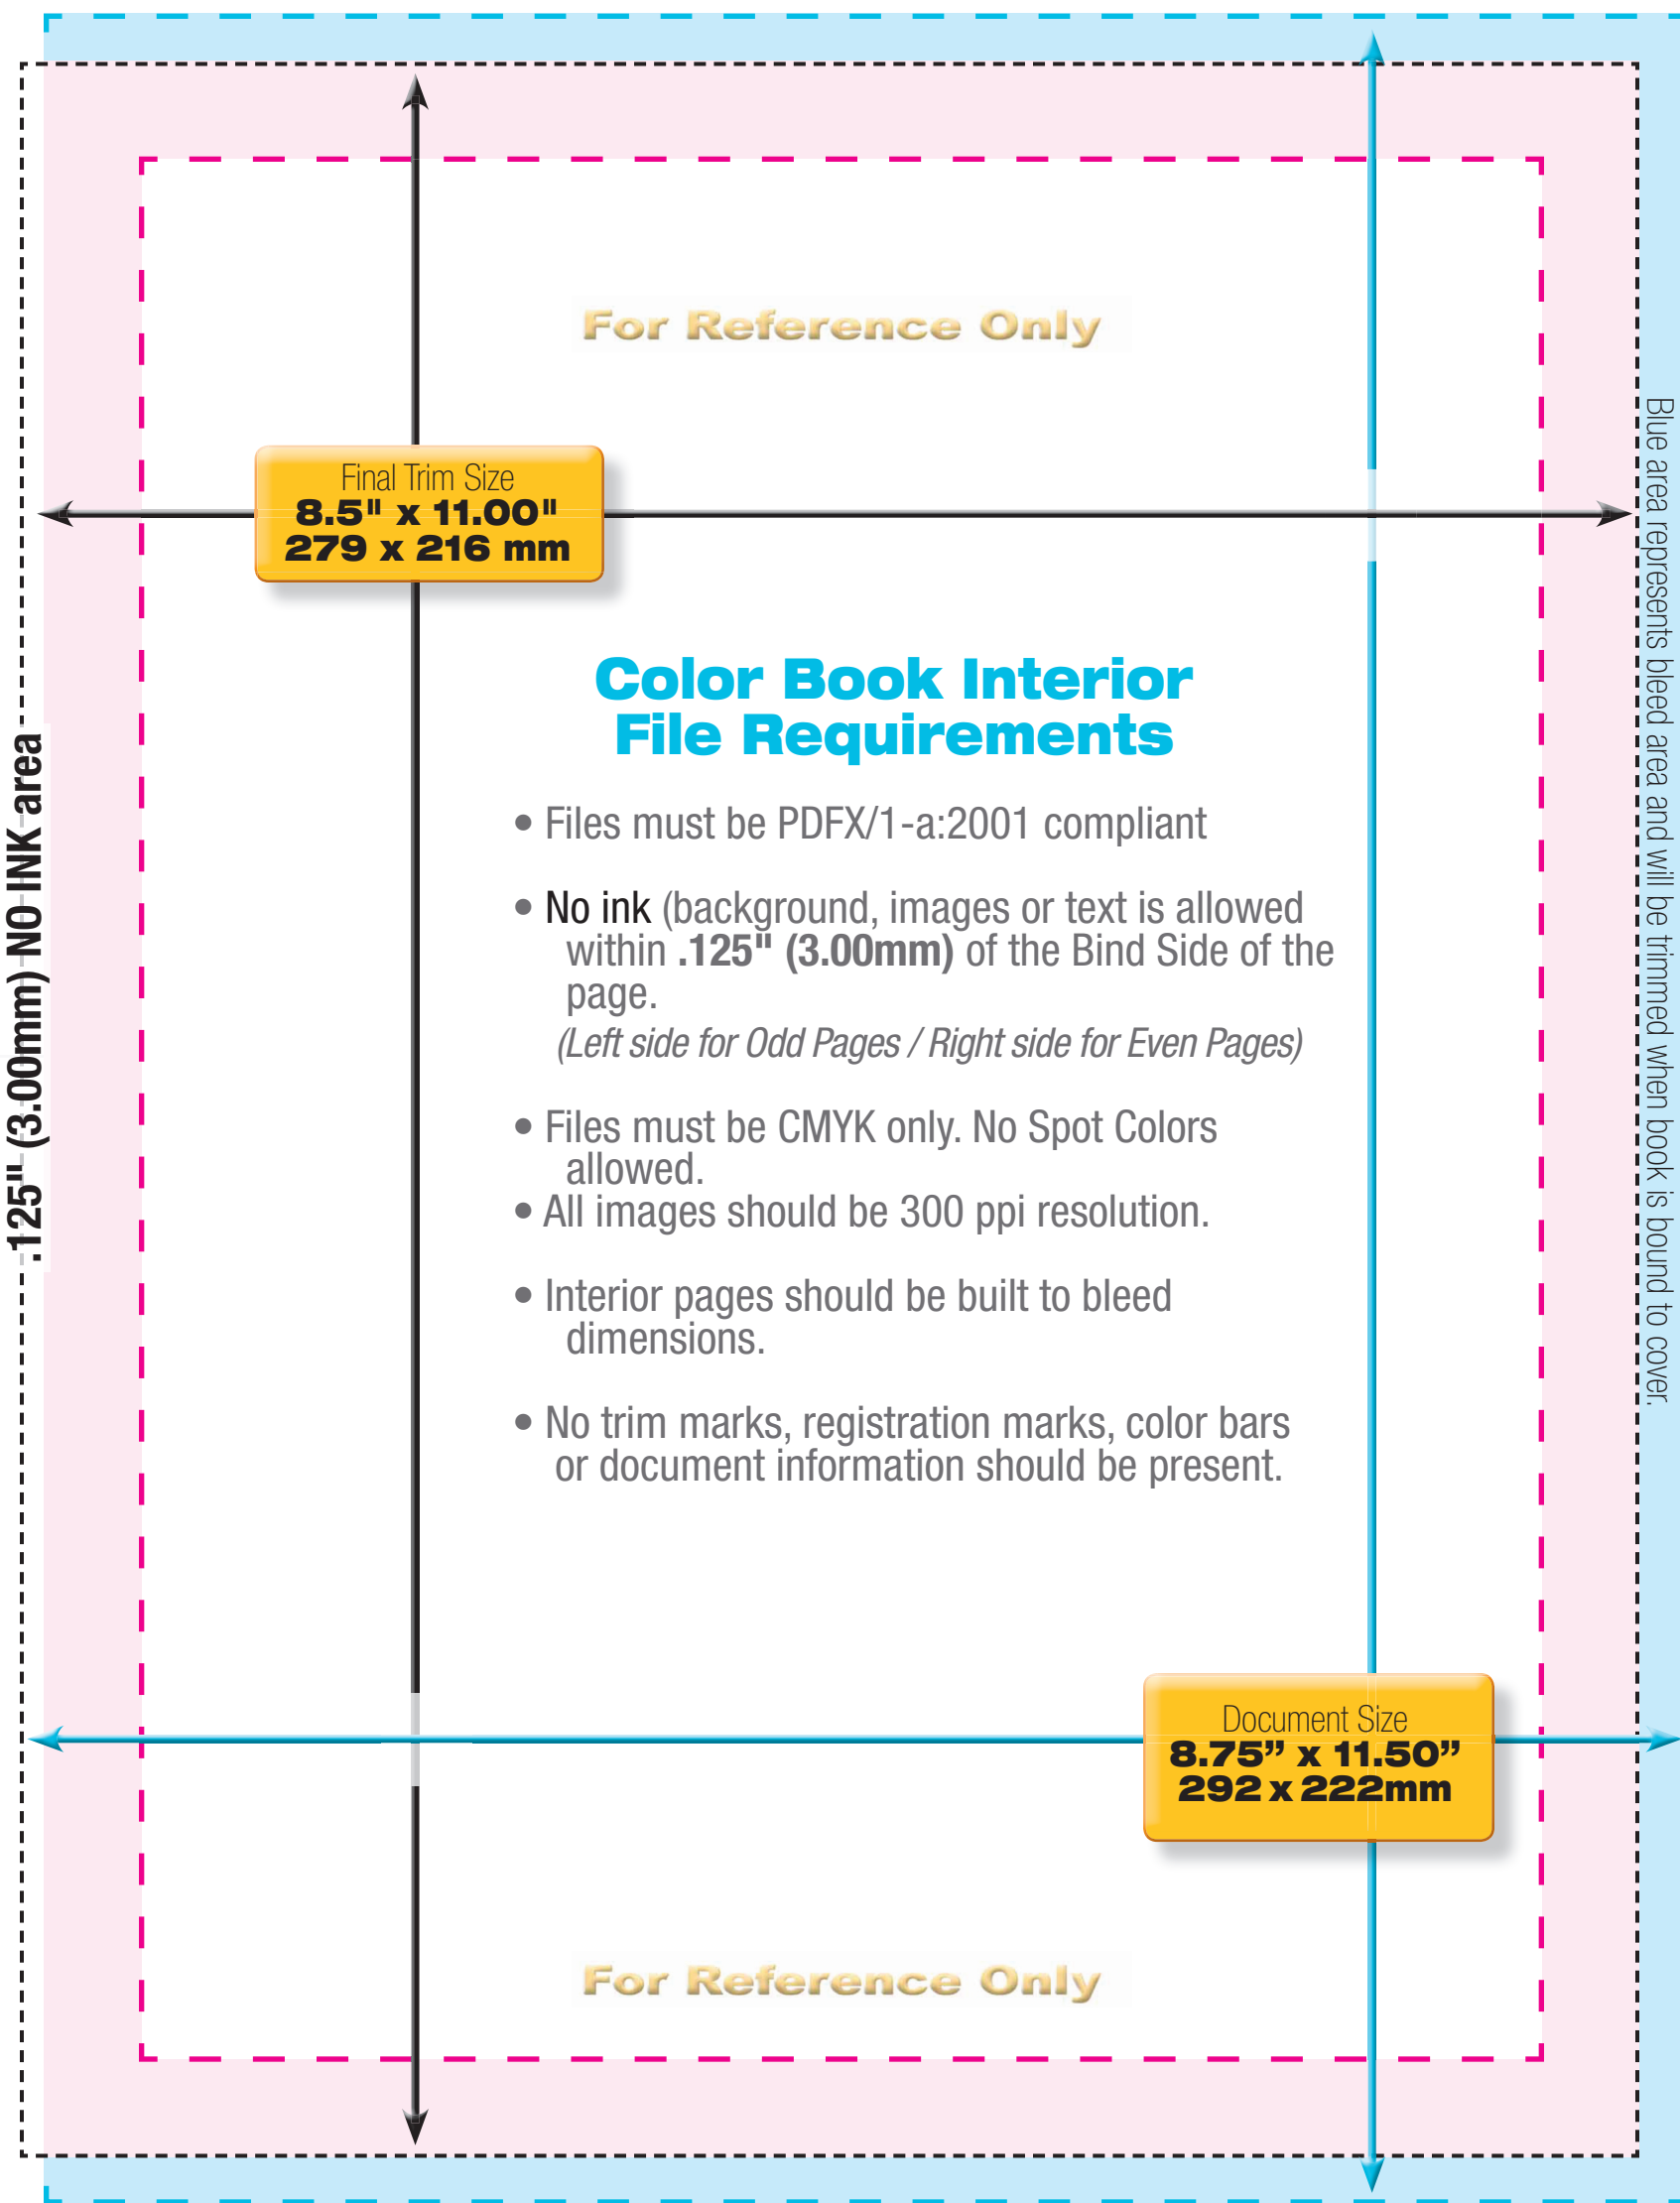 For Reference Only
Final Trim Size
8.5" x 11.00"
279 x 216 mm
Color Book Interior
File Requirements
• Files must be PDFX/1-a:2001 compliant
• No ink (background, images or text is allowed
within .125" (3.00mm) of the Bind Side of the
page.
(Left side for Odd Pages / Right side for Even Pages)
• Files must be CMYK only. No Spot Colors
allowed.
• All images should be 300 ppi resolution.
• Interior pages should be built to bleed
dimensions.
• No trim marks, registration marks, color bars
or document information should be present.
Document Size
8.75” x 11.50”
292 x 222mm
For Reference Only
.125" (3.00mm) NO INK area
Blue area represents bleed area and will be trimmed when book is bound to cover.